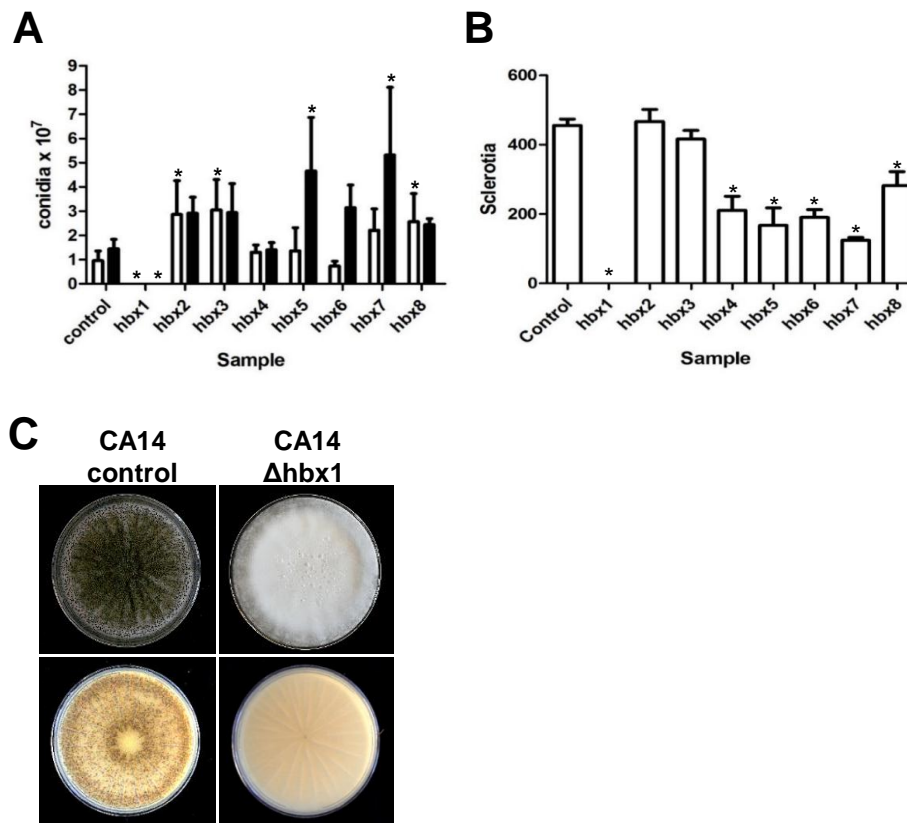 A
9
8
7
6
5
4
3
2
1
0
conidia x 10⁷
* * * * * * *
control hbx1 hbx2 hbx3 hbx4 hbx5 hbx6 hbx7 hbx8
Sample
B
600
400
200
0
Sclerotia
* * * * * *
Control hbx1 hbx2 hbx3 hbx4 hbx5 hbx6 hbx7 hbx8
Sample
C
CA14
control
CA14
Δhbx1